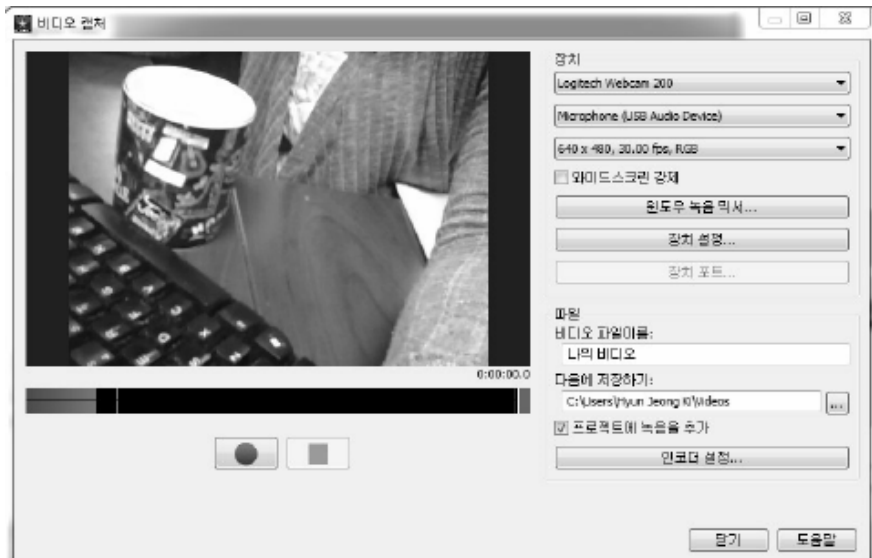 비디오 캡처
장치
Logitech Webcam 200
Microphone (USB Audio Device)
640 x 480, 30.00 fps, RGB
와이드스크린 강제
윈도우 녹음 믹서...
장치 설정...
장치 포트...
파일
비디오 파일이름:
나의 비디오
0:00:00.0
다음에 저장하기:
C:\Users\Hyun Jeong Ki\Videos
...
프로젝트에 녹음을 추가
인코더 설정...
닫기
도움말